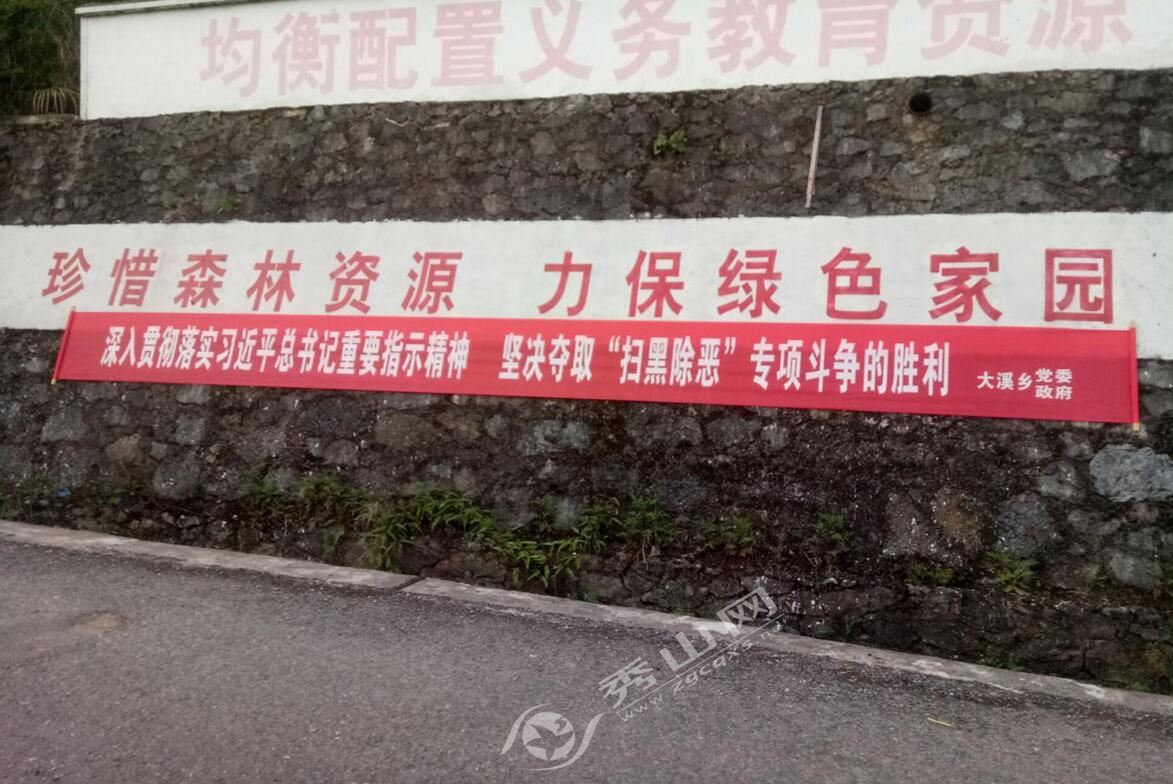 均衡配置义务教育资源
珍惜森林资源 力保绿色家园
深入贯彻落实习近平总书记重要指示精神 坚决夺取“扫黑除恶”专项斗争的胜利 大溪乡党委
政府
秀山网
www.zgcqxs.net